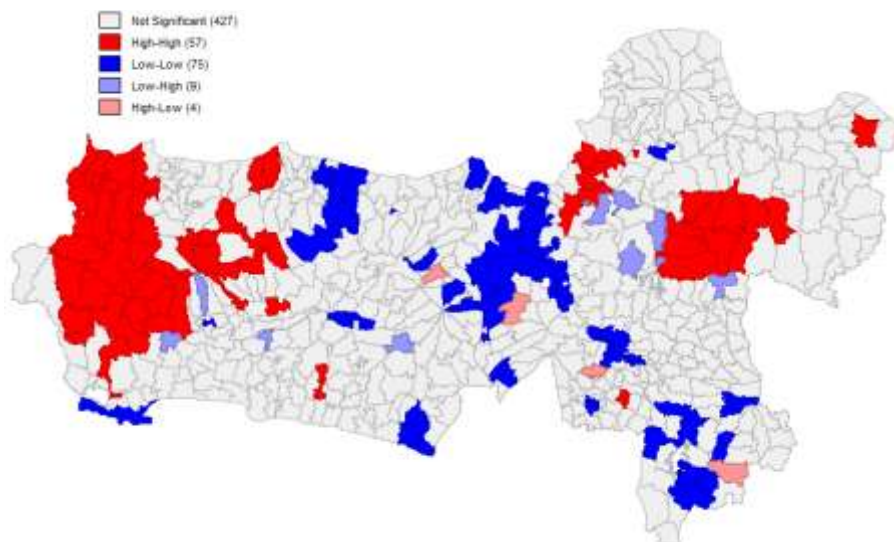 Not Significant (427)
High-High (57)
Low-Low (75)
Low-High (9)
High-Low (4)